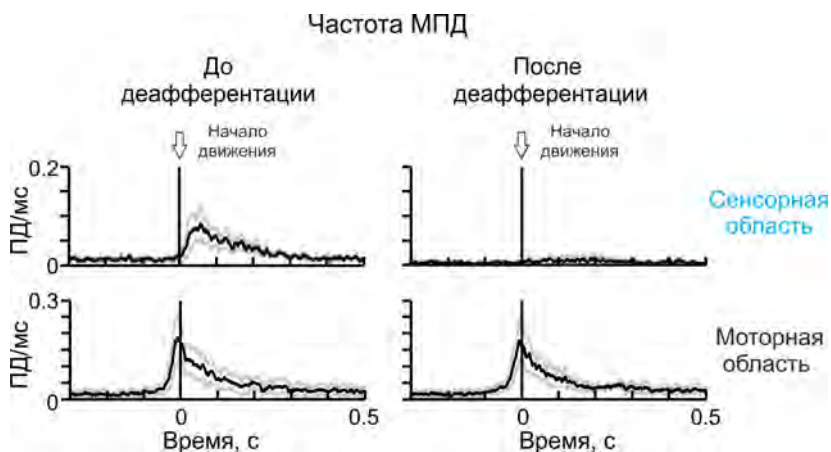 Частота МПД
До
деафферентации
После
деафферентации
Начало
движения
Начало
движения
ПД/мс
0.2
0
Сенсорная
область
ПД/мс
0.3
0
Моторная
область
0
0.5
0
0.5
Время, с
Время, с